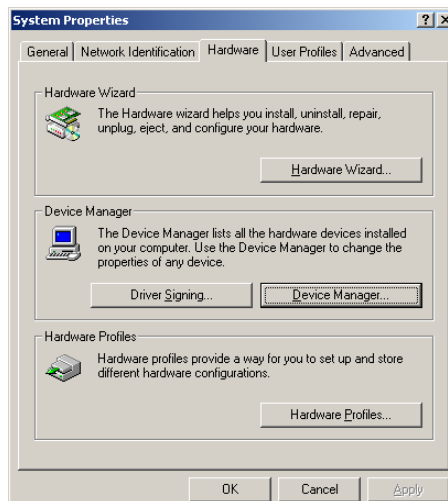 System Properties
General
Network Identification
Hardware
User Profiles
Advanced
Hardware Wizard
The Hardware wizard helps you install, uninstall, repair,
unplug, eject, and configure your hardware.
Hardware Wizard...
Device Manager
The Device Manager lists all the hardware devices installed
on your computer. Use the Device Manager to change the
properties of any device.
Driver Signing...
Device Manager...
Hardware Profiles
Hardware profiles provide a way for you to set up and store
different hardware configurations.
Hardware Profiles...
OK
Cancel
Apply